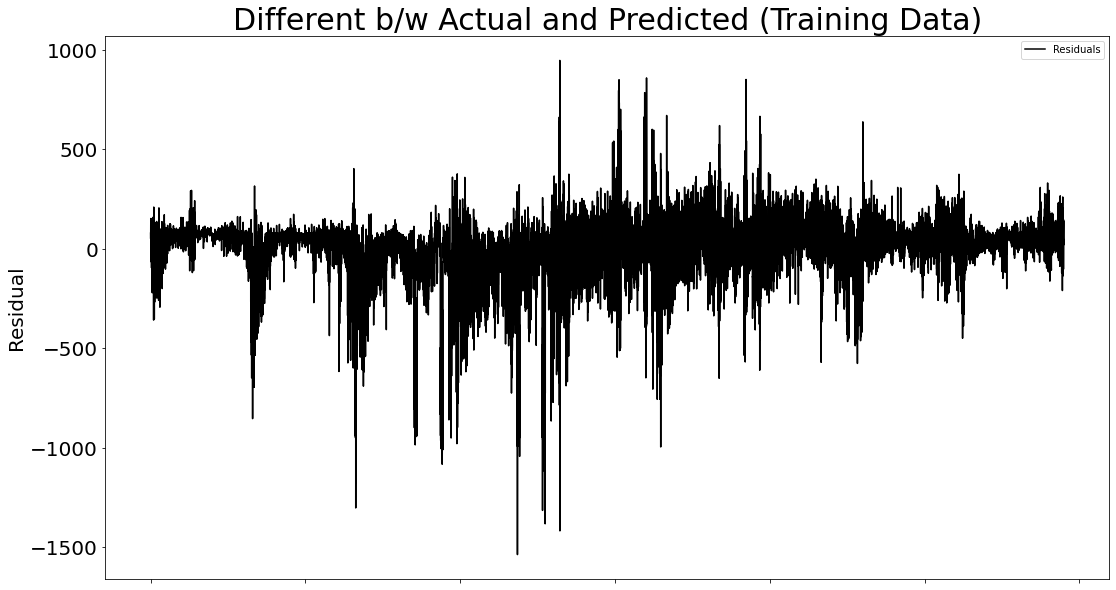 Different b/w Actual and Predicted (Training Data)
Residuals
1000
500
0
−500
−1000
−1500
Residual